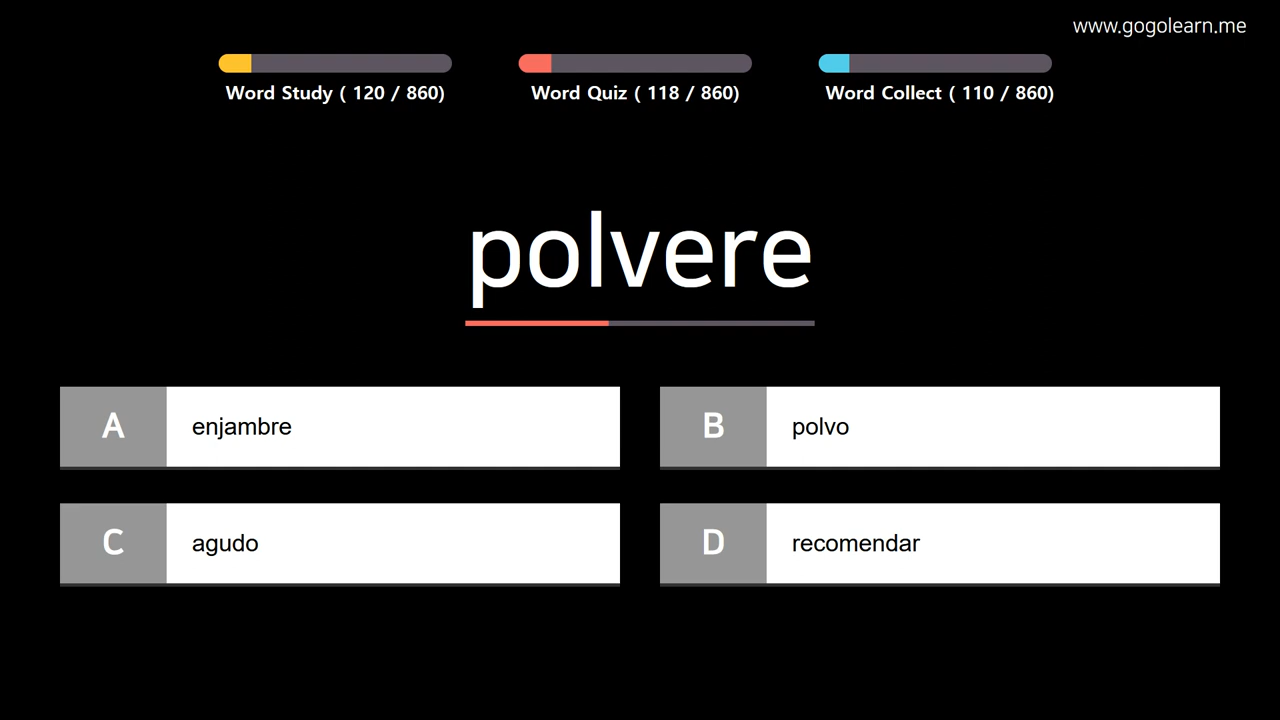 www.gogolearn.me
Word Study ( 120 / 860)
Word Quiz ( 118 / 860)
Word Collect ( 110 / 860)
polvere
A enjambre
B polvo
C agudo
D recomendar